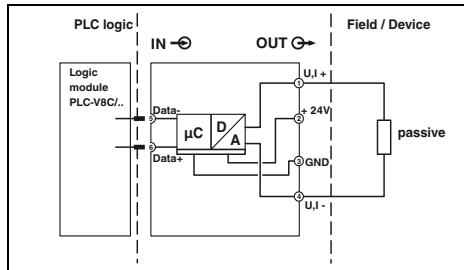 PLC logic
IN
OUT
Field / Device
Logic
module
PLC-V8C/..
U,I +
1
+ 24V
2
5
Data-
µC
D
A
passive
6
Data+
3
GND
4
U,I -